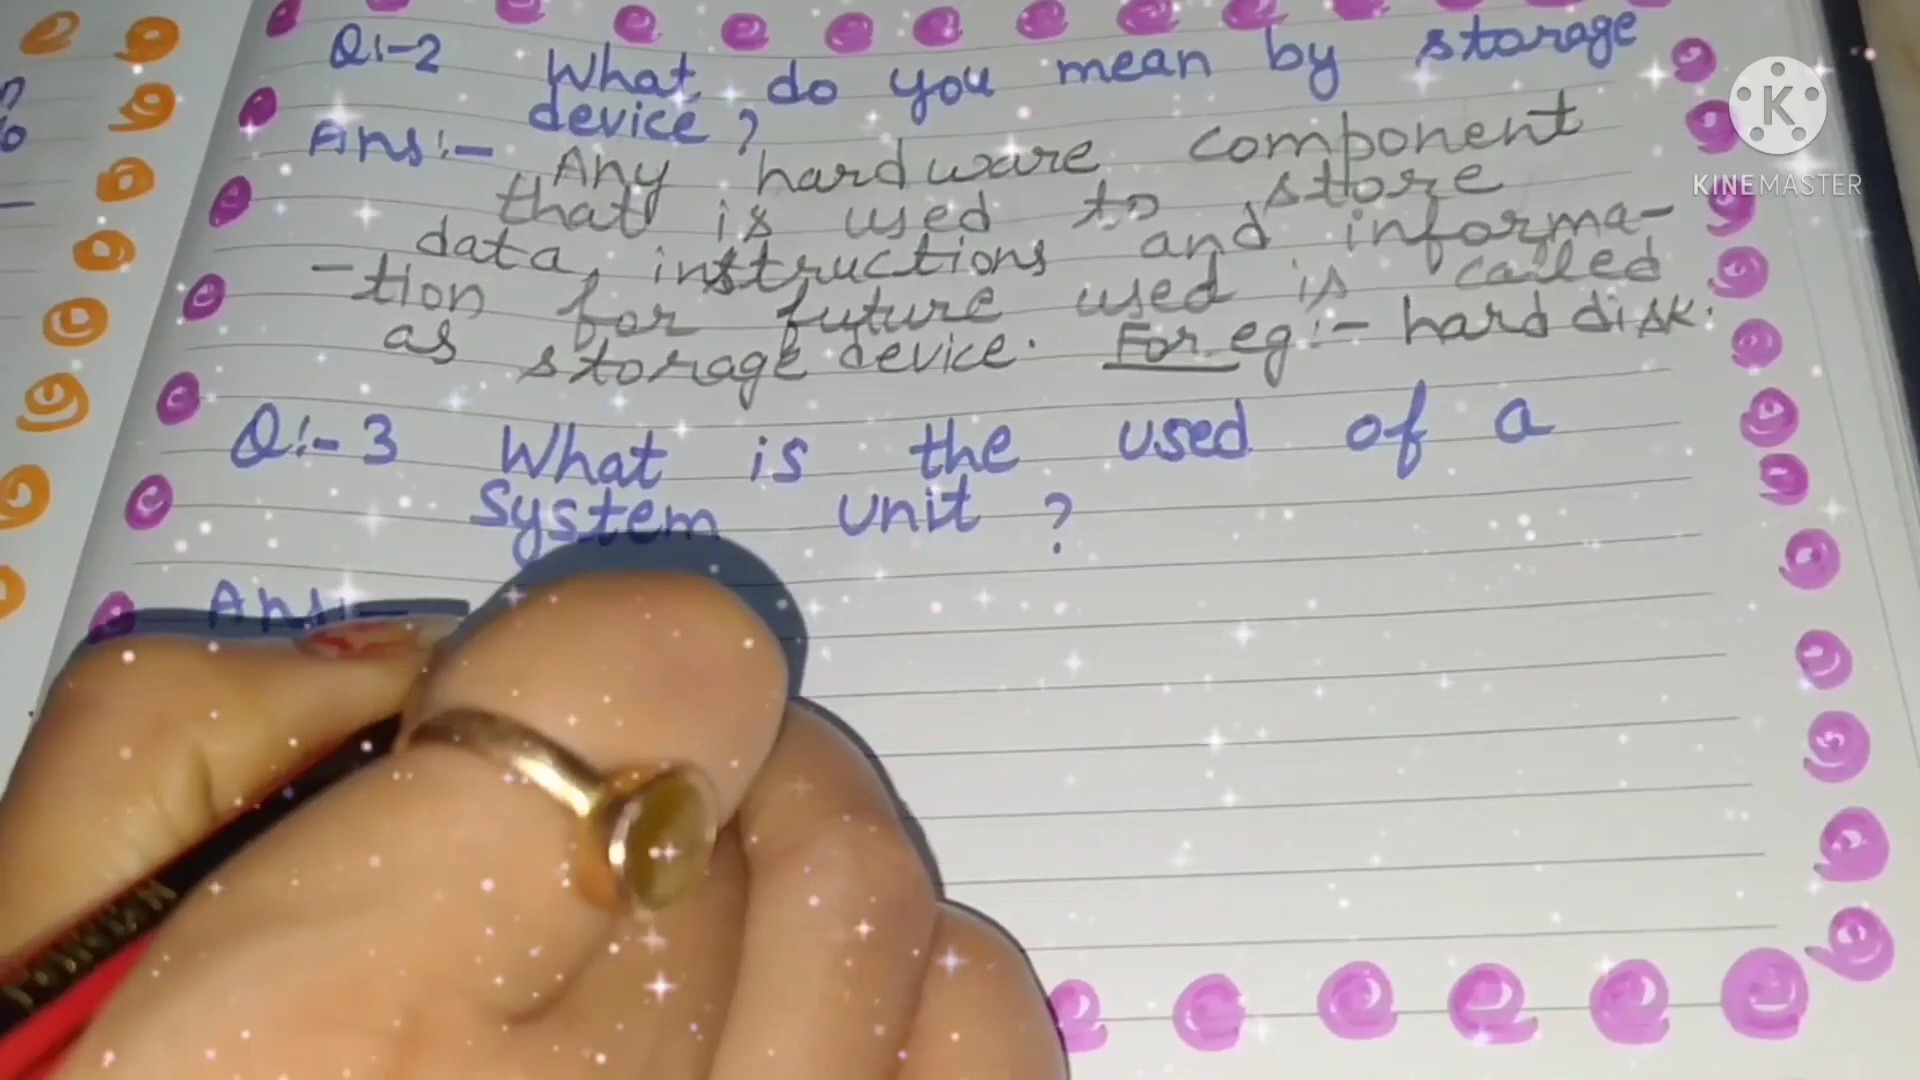 Q:-2 What do you mean by storage
device?
Ans:- Any hardware component
that is used to store
data, instructions and informa-
-tion for future used is called
as storage device. For eg:- hard disk.
Q:-3 What is the used of a
system unit?
Ans:-
KINEMASTER